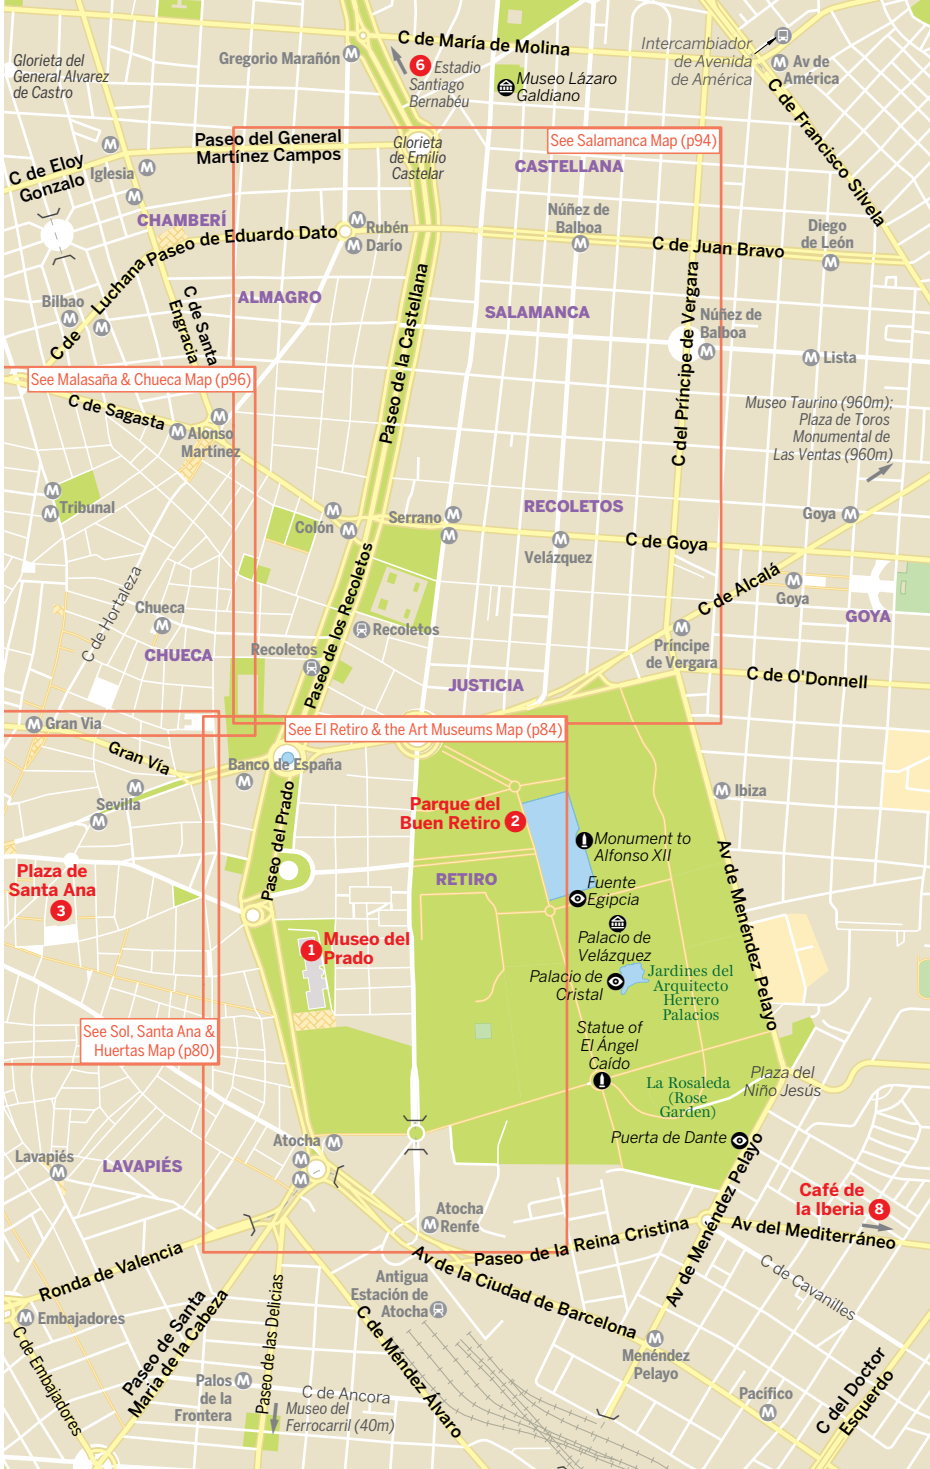 C de María de Molina
Gregorio Marañón
Intercambiador
de Avenida
de América
Av de
América
Glorieta del
General Alvarez
de Castro
6
Estadio
Santiago
Bernabéu
Museo Lázaro
Galdiano
C de Francisco Silvela
Paseo del General
Martínez Campos
Glorieta
de Emilio
Castelar
See Salamanca Map (p94)
CASTELLANA
C de Eloy
Gonzalo
Iglesia
CHAMBERÍ
Rubén
Darío
Paseo de Eduardo Dato
Núñez de
Balboa
C de Juan Bravo
Diego
de León
C de
Luchana
Bilbao
ALMAGRO
C de Santa
Engracia
Paseo de la Castellana
SALAMANCA
C del Príncipe de Vergara
Núñez de
Balboa
Lista
See Malasaña & Chueca Map (p96)
C de Sagasta
Alonso
Martínez
Museo Taurino (960m);
Plaza de Toros
Monumental de
Las Ventas (960m)
Tribunal
Colón
Serrano
RECOLETOS
Velázquez
C de Goya
Goya
C de Alcalá
Goya
GOYA
C de Hortaleza
Chueca
CHUECA
Recoletos
Paseo de los Recoletos
Recoletos
Príncipe
de Vergara
C de O'Donnell
JUSTICIA
Gran Via
Gran Vía
See El Retiro & the Art Museums Map (p84)
Banco de España
Sevilla
Paseo del Prado
Parque del
Buen Retiro
2
Ibiza
Monument to
Alfonso XII
Av de Menéndez Pelayo
Plaza de
Santa Ana
3
RETIRO
Fuente
Egipcia
1
Museo del
Prado
Palacio de
Velázquez
Palacio de
Cristal
Jardines del
Arquitecto
Herrero
Palacios
See Sol, Santa Ana &
Huertas Map (p80)
Statue of
El Ángel
Caído
La Rosaleda
(Rose
Garden)
Plaza del
Niño Jesús
Puerta de Dante
Atocha
Lavapiés
LAVAPIÉS
Atocha
Renfe
Café de
la Iberia
8
Av del Mediterráneo
Paseo de la Reina Cristina
Av de Menéndez Pelayo
C de Cavanilles
Ronda de Valencia
Av de la Ciudad de Barcelona
Antigua
Estación de
Atocha
Embajadores
C de Embajadores
Paseo de Santa
María de la Cabeza
Paseo de las Delicias
C de Méndez Álvaro
Menéndez
Pelayo
Palos
de la
Frontera
C de Ancora
Museo del
Ferrocarril (40m)
Pacífico
C del Doctor
Esquerdo